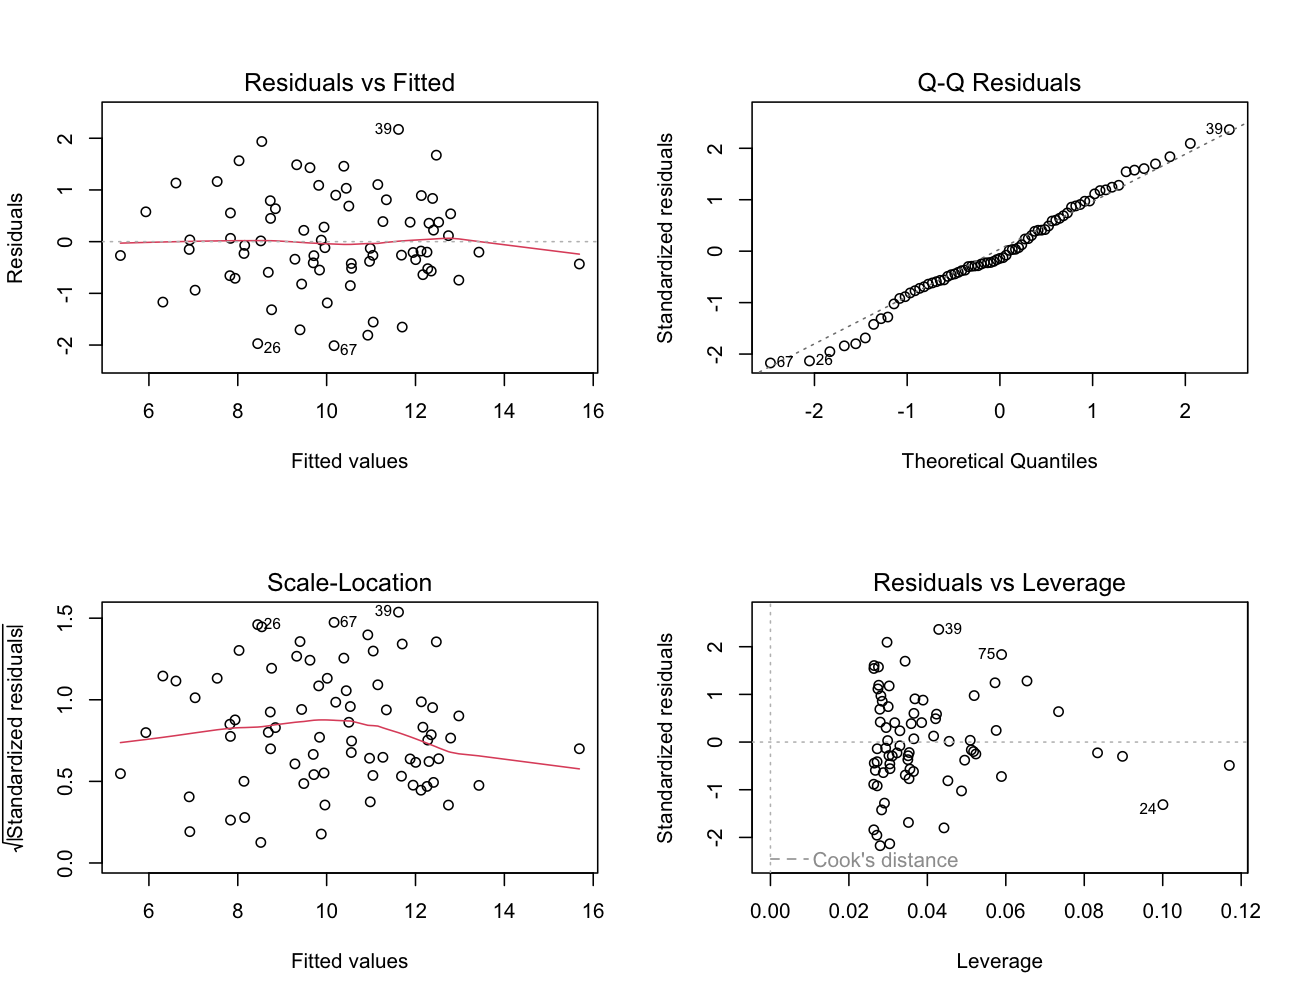 Residuals vs Fitted
Residuals
2
1
0
-1
-2
39
26
67
6 8 10 12 14 16
Fitted values
Q-Q Residuals
Standardized residuals
2
1
0
-1
-2
39
67 26
-2 -1 0 1 2
Theoretical Quantiles
Scale-Location
√|Standardized residuals|
1.5
1.0
0.5
0.0
26 67 39
6 8 10 12 14 16
Fitted values
Residuals vs Leverage
Standardized residuals
2
1
0
-1
-2
39
75
24
Cook's distance
0.00 0.02 0.04 0.06 0.08 0.10 0.12
Leverage